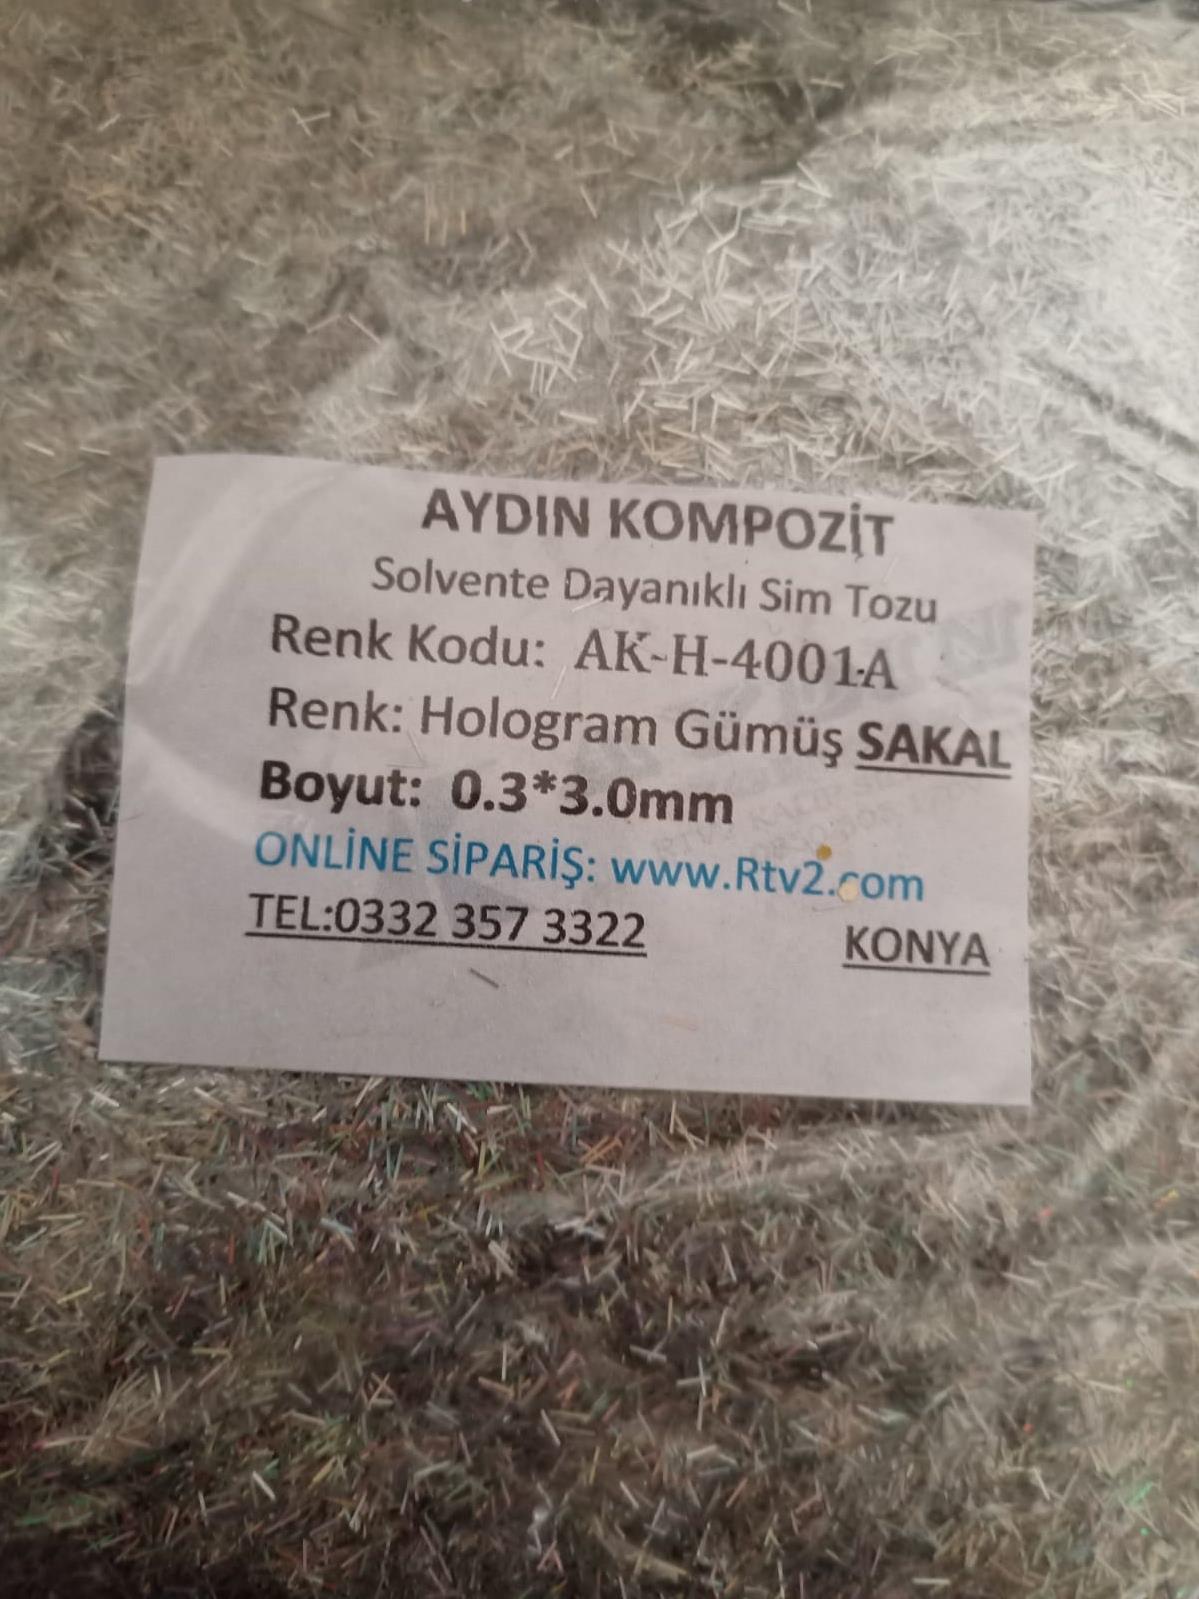 AYDIN KOMPOZİT
Solvente Dayanıklı Sim Tozu
Renk Kodu: AK-H-4001-A
Renk: Hologram Gümüş SAKAL
Boyut: 0.3*3.0mm
ONLİNE SİPARİŞ: www.Rtv2.com
TEL:0332 357 3322 KONYA